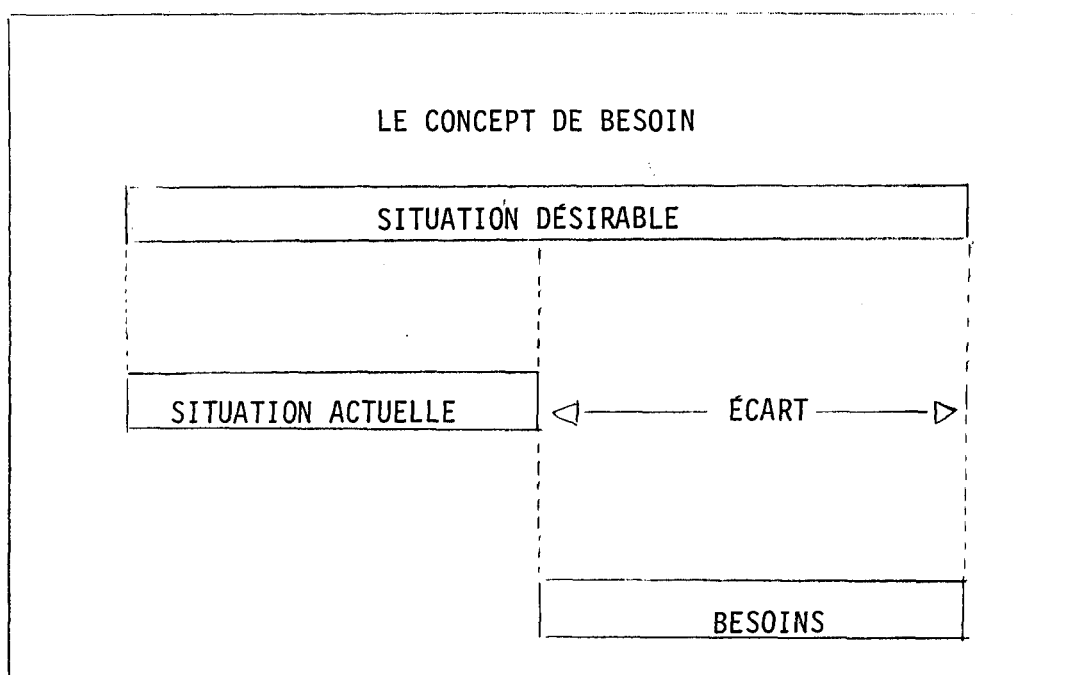 LE CONCEPT DE BESOIN
SITUATION DÉSIRABLE
SITUATION ACTUELLE
ÉCART
BESOINS